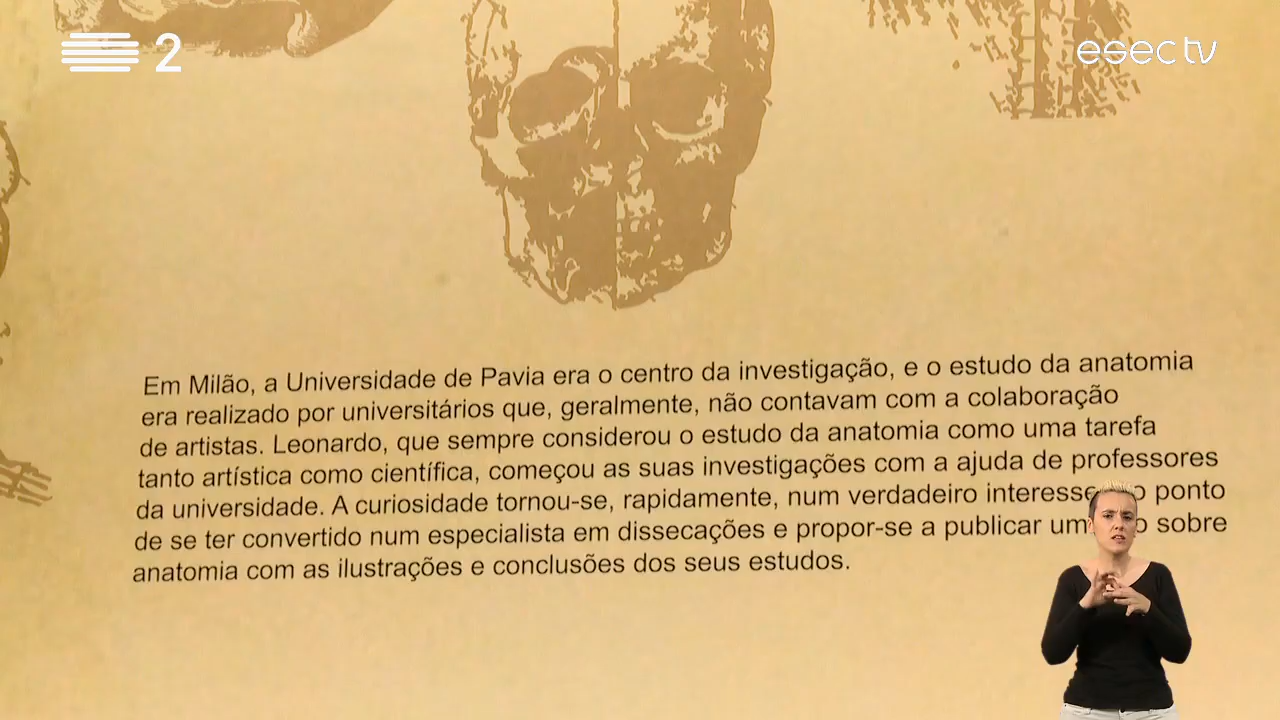 2
esec tv
Em Milão, a Universidade de Pavia era o centro da investigação, e o estudo da anatomia
era realizado por universitários que, geralmente, não contavam com a colaboração
de artistas. Leonardo, que sempre considerou o estudo da anatomia como uma tarefa
tanto artística como científica, começou as suas investigações com a ajuda de professores
da universidade. A curiosidade tornou-se, rapidamente, num verdadeiro interesse ponto
de se ter convertido num especialista em dissecações e propor-se a publicar um sobre
anatomia com as ilustrações e conclusões dos seus estudos.